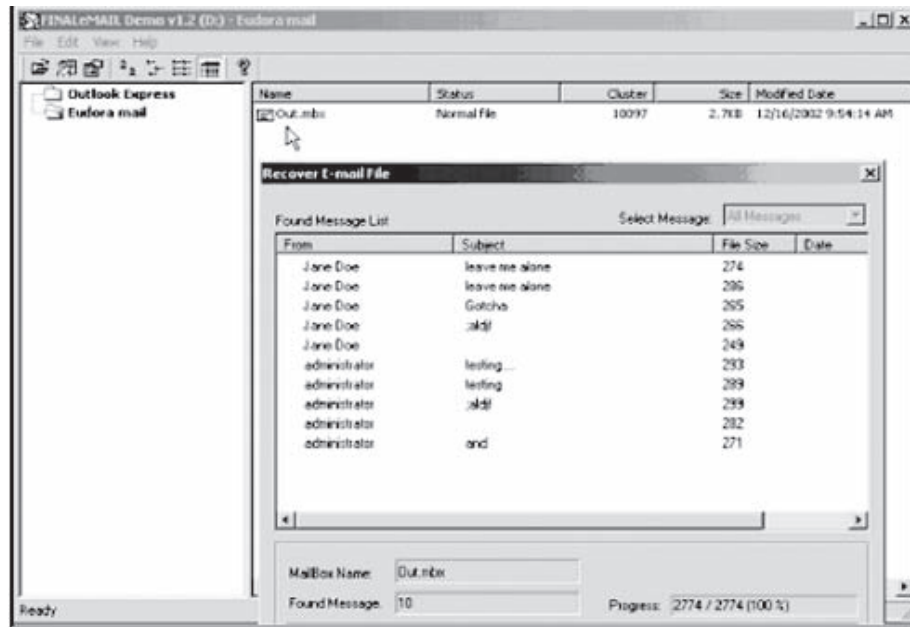 FINALeMAIL Demo v1.2 (D:) - Eudora mail
File Edit View Help
Outlook Express
Eudora mail
Name Status Cluster Size Modified Date
Out.mbx Normal file 10097 2.7KB 12/16/2002 9:54:14 AM
Recover E-mail File
Found Message List Select Message: All Messages
From Subject File Size Date
Jane Doe leave me alone 274
Jane Doe leave me alone 286
Jane Doe Gotcha 265
Jane Doe ;aldjf 266
Jane Doe 249
administrator testing... 293
administrator testing 289
administrator ;aldjf 299
administrator 282
administrator and 271
MailBox Name: Out.mbx
Found Message: 10 Progress: 2774 / 2774 (100 %)
Ready